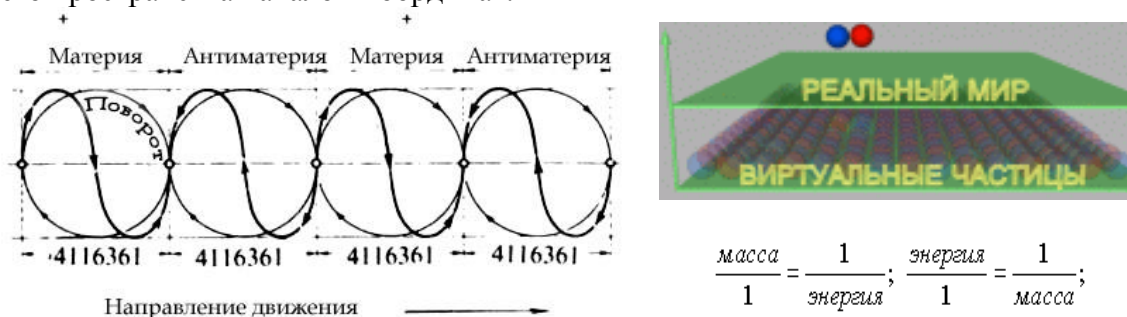 + +
Материя Антиматерия Материя Антиматерия
Поворот
4116361 4116361 4116361 4116361
Направление движения
РЕАЛЬНЫЙ МИР
ВИРТУАЛЬНЫЕ ЧАСТИЦЫ
масса/1 = 1/энергия; энергия/1 = 1/масса;